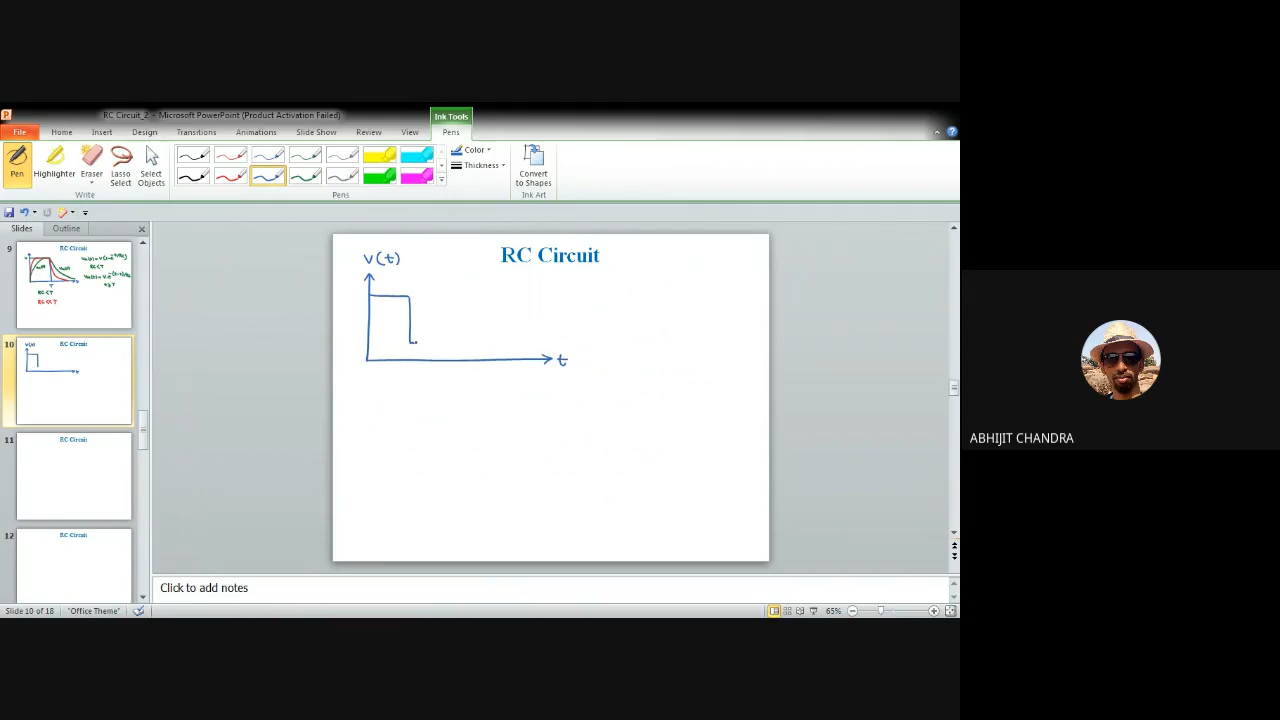 RC Circuit_2 - Microsoft PowerPoint (Product Activation Failed)
Ink Tools
File Home Insert Design Transitions Animations Slide Show Review View Pens
Pen Highlighter Eraser Lasso Select Select Objects
Color
Thickness
Convert to Shapes
Write Pens Ink Art
Slides Outline
9
RC Circuit
10
RC Circuit
v(t)
11
RC Circuit
12
RC Circuit
RC Circuit
v(t)
t
Click to add notes
Slide 10 of 18 "Office Theme" 65%
ABHIJIT CHANDRA